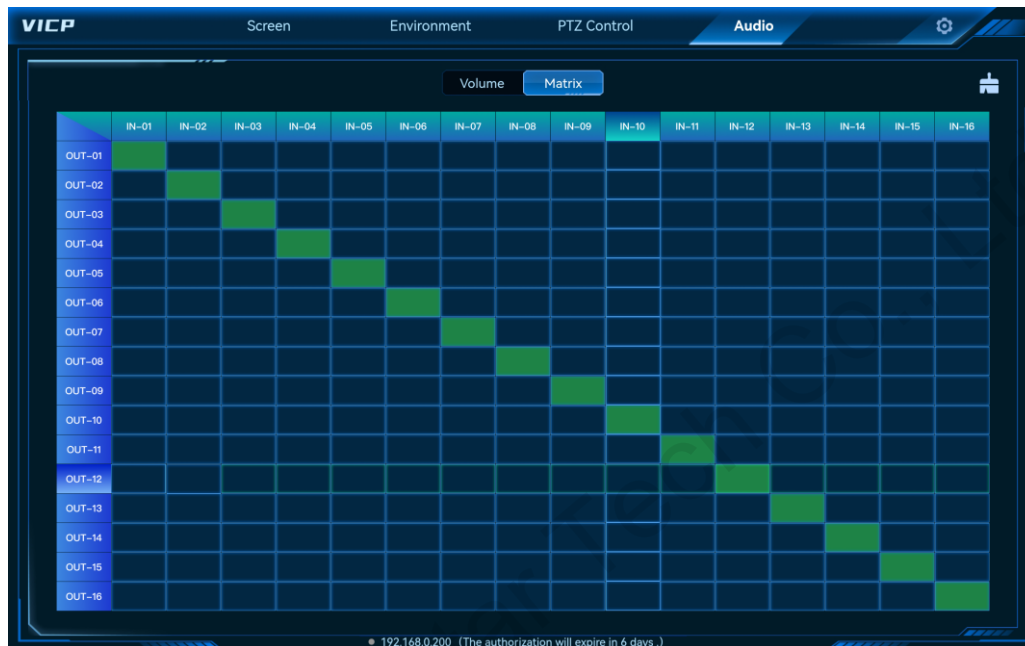 VICP Screen Environment PTZ Control Audio
Volume Matrix
IN-01 IN-02 IN-03 IN-04 IN-05 IN-06 IN-07 IN-08 IN-09 IN-10 IN-11 IN-12 IN-13 IN-14 IN-15 IN-16
OUT-01
OUT-02
OUT-03
OUT-04
OUT-05
OUT-06
OUT-07
OUT-08
OUT-09
OUT-10
OUT-11
OUT-12
OUT-13
OUT-14
OUT-15
OUT-16
Tech Co.,
192.168.0.200 (The authorization will expire in 6 days .)